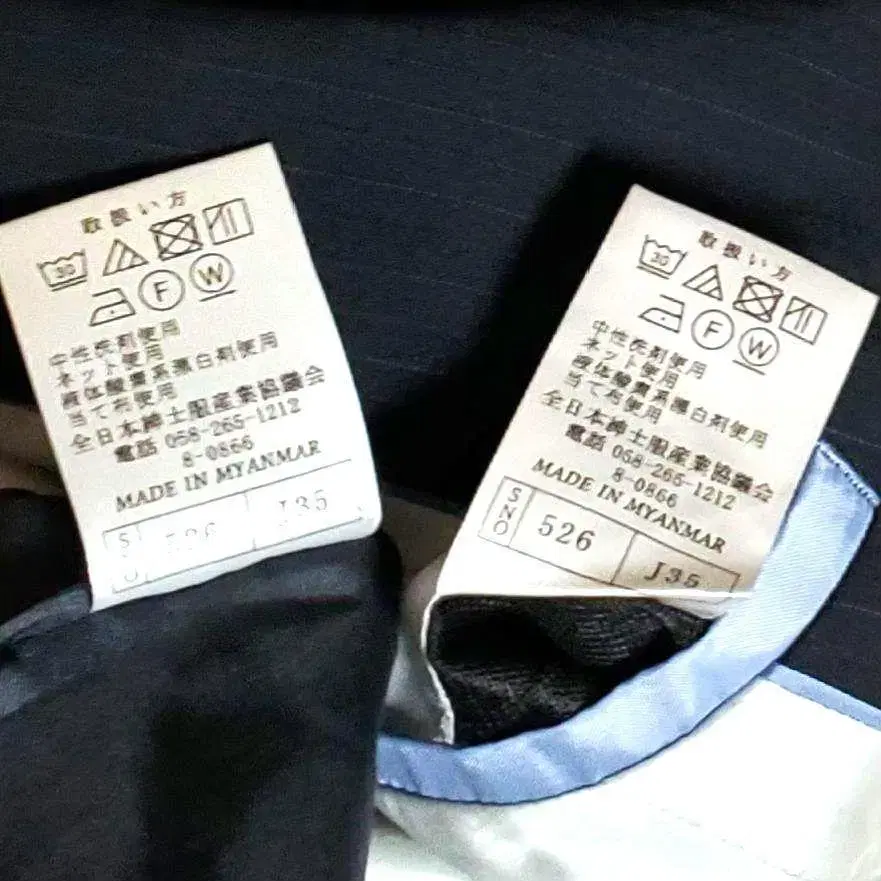 取扱い方
30
F W
中性洗剤使用
ネット使用
液体酸素系漂白剤使用
当て布使用
全日本紳士服産業協議会
電話 058-265-1212
8-0866
MADE IN MYANMAR
J35
取扱い方
30
F W
中性洗剤使用
ネット使用
液体酸素系漂白剤使用
当て布使用
全日本紳士服産業協議会
電話 058-265-1212
8-0866
MADE IN MYANMAR
SNO 526 J35